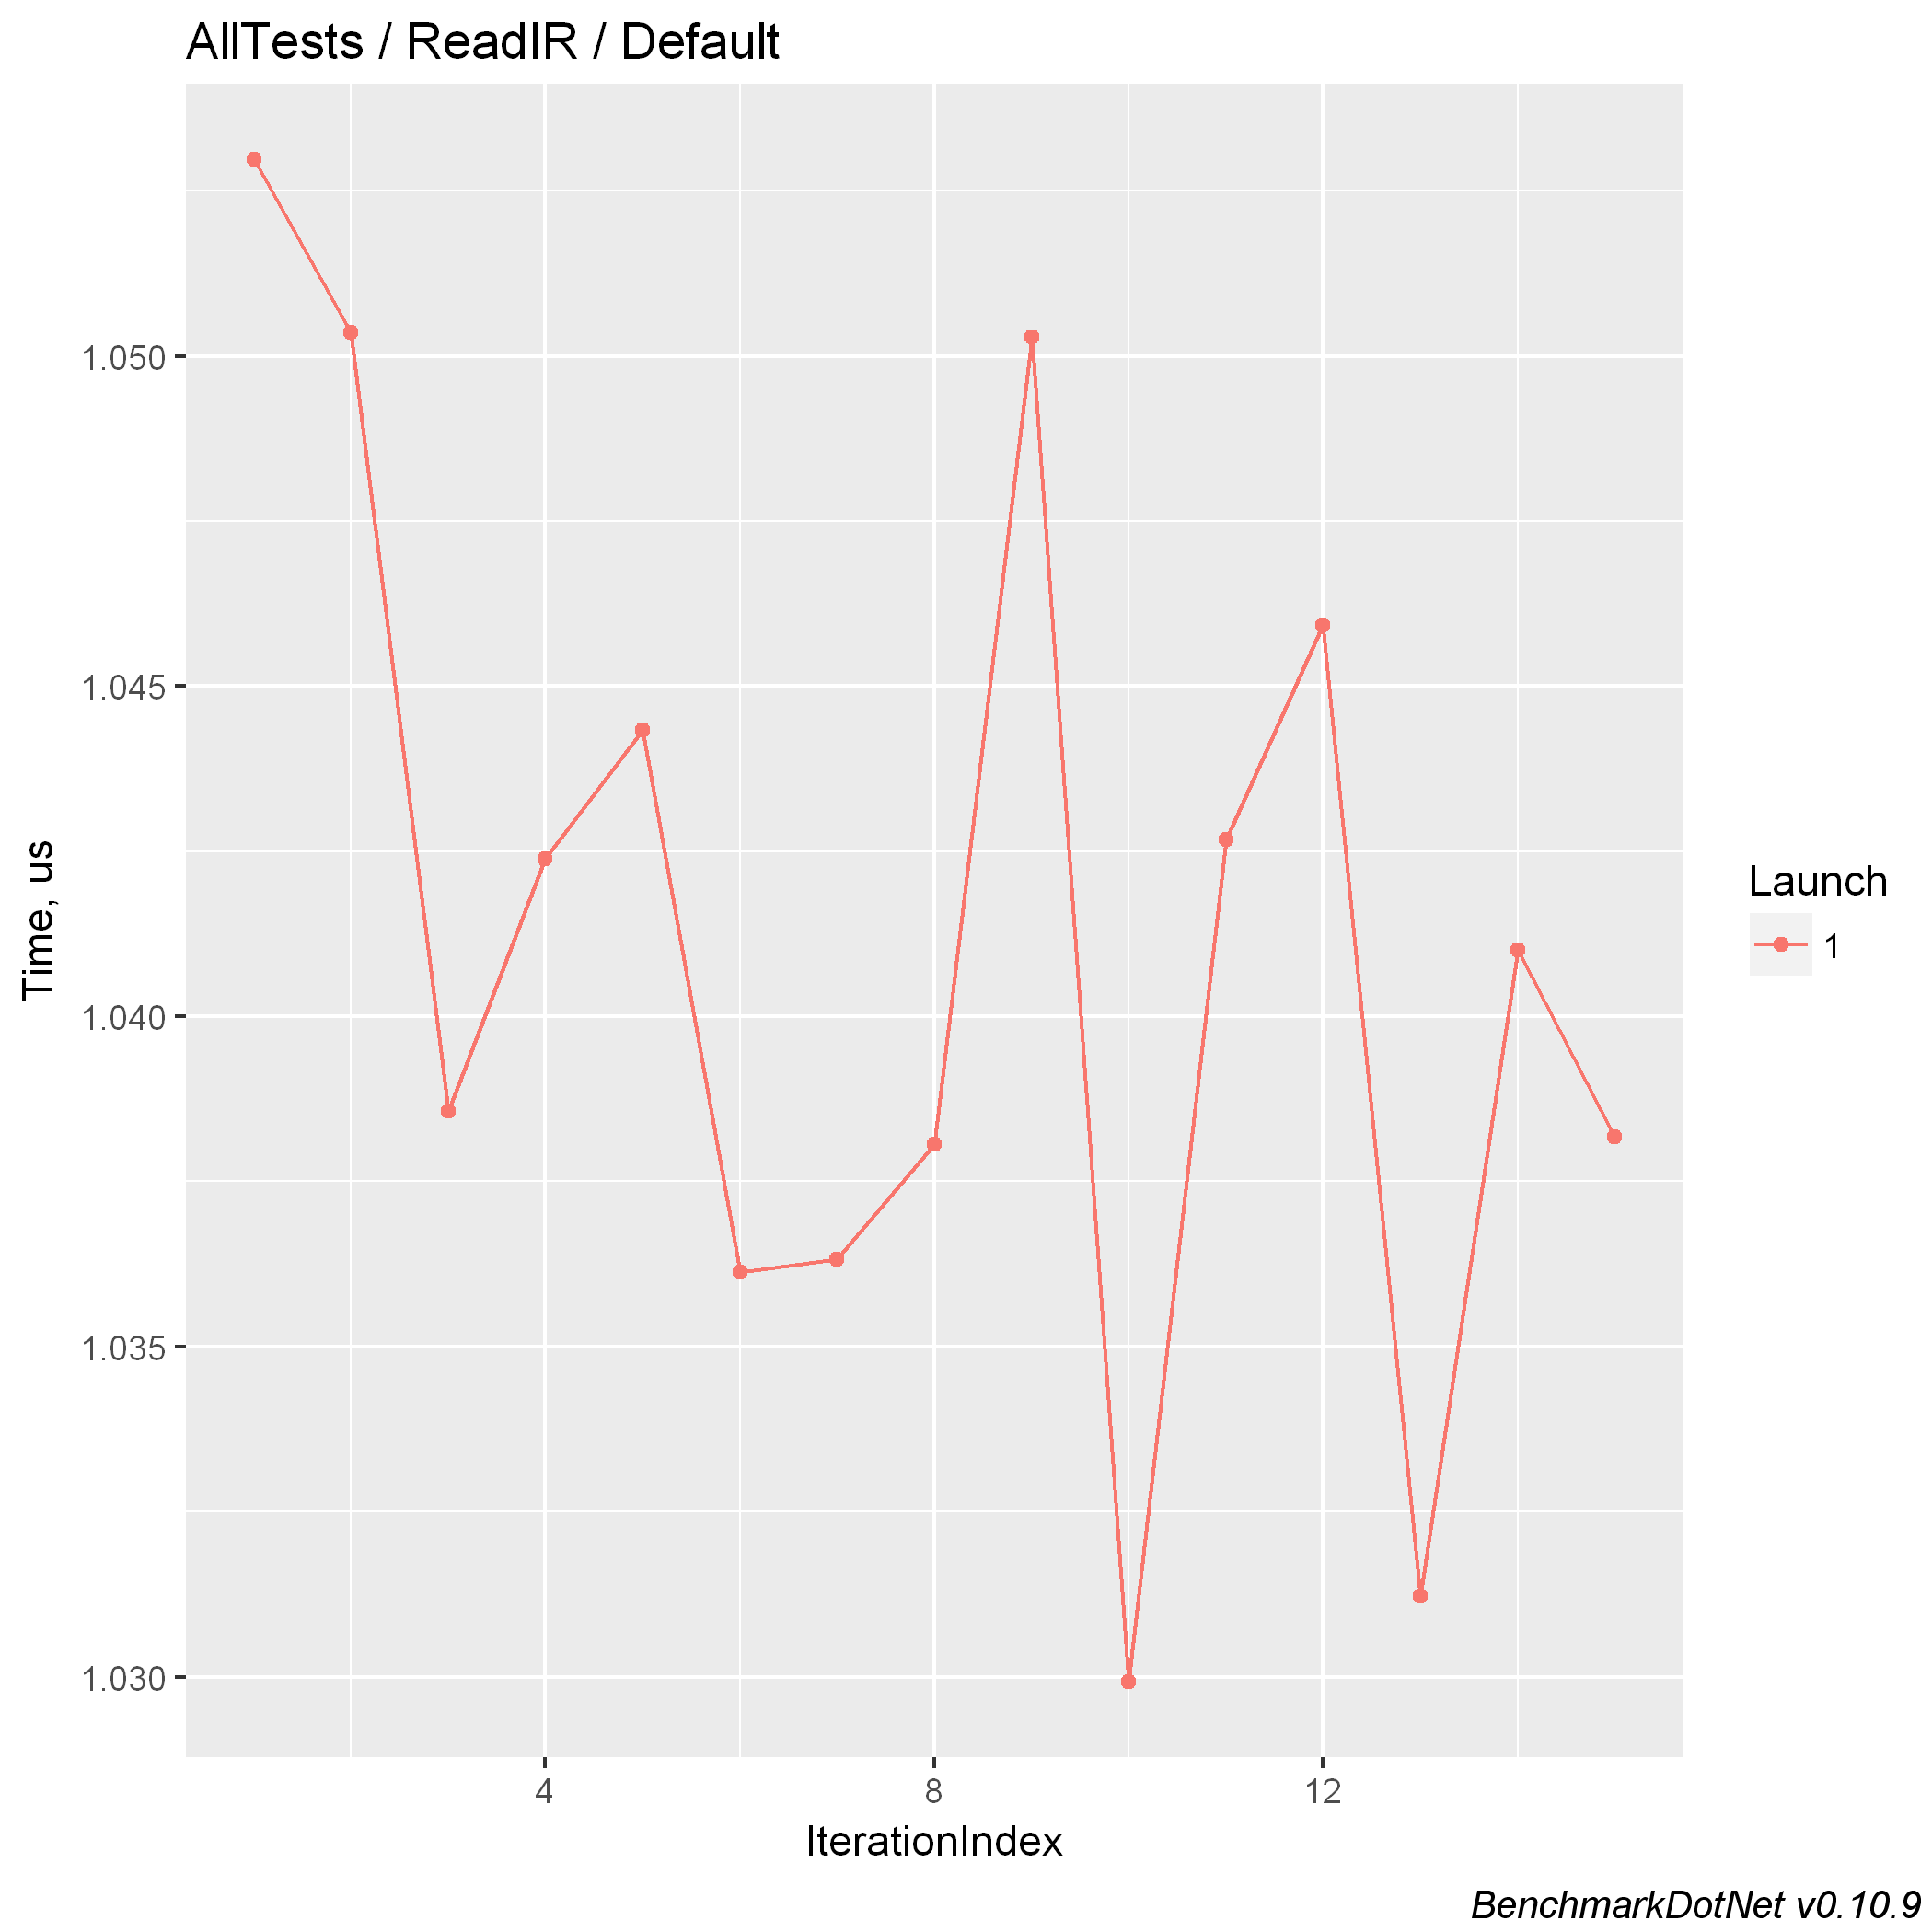 AllTests / ReadIR / Default
Time, us
1.050
1.045
1.040
1.035
1.030
4 8 12
IterationIndex
Launch
1
BenchmarkDotNet v0.10.9